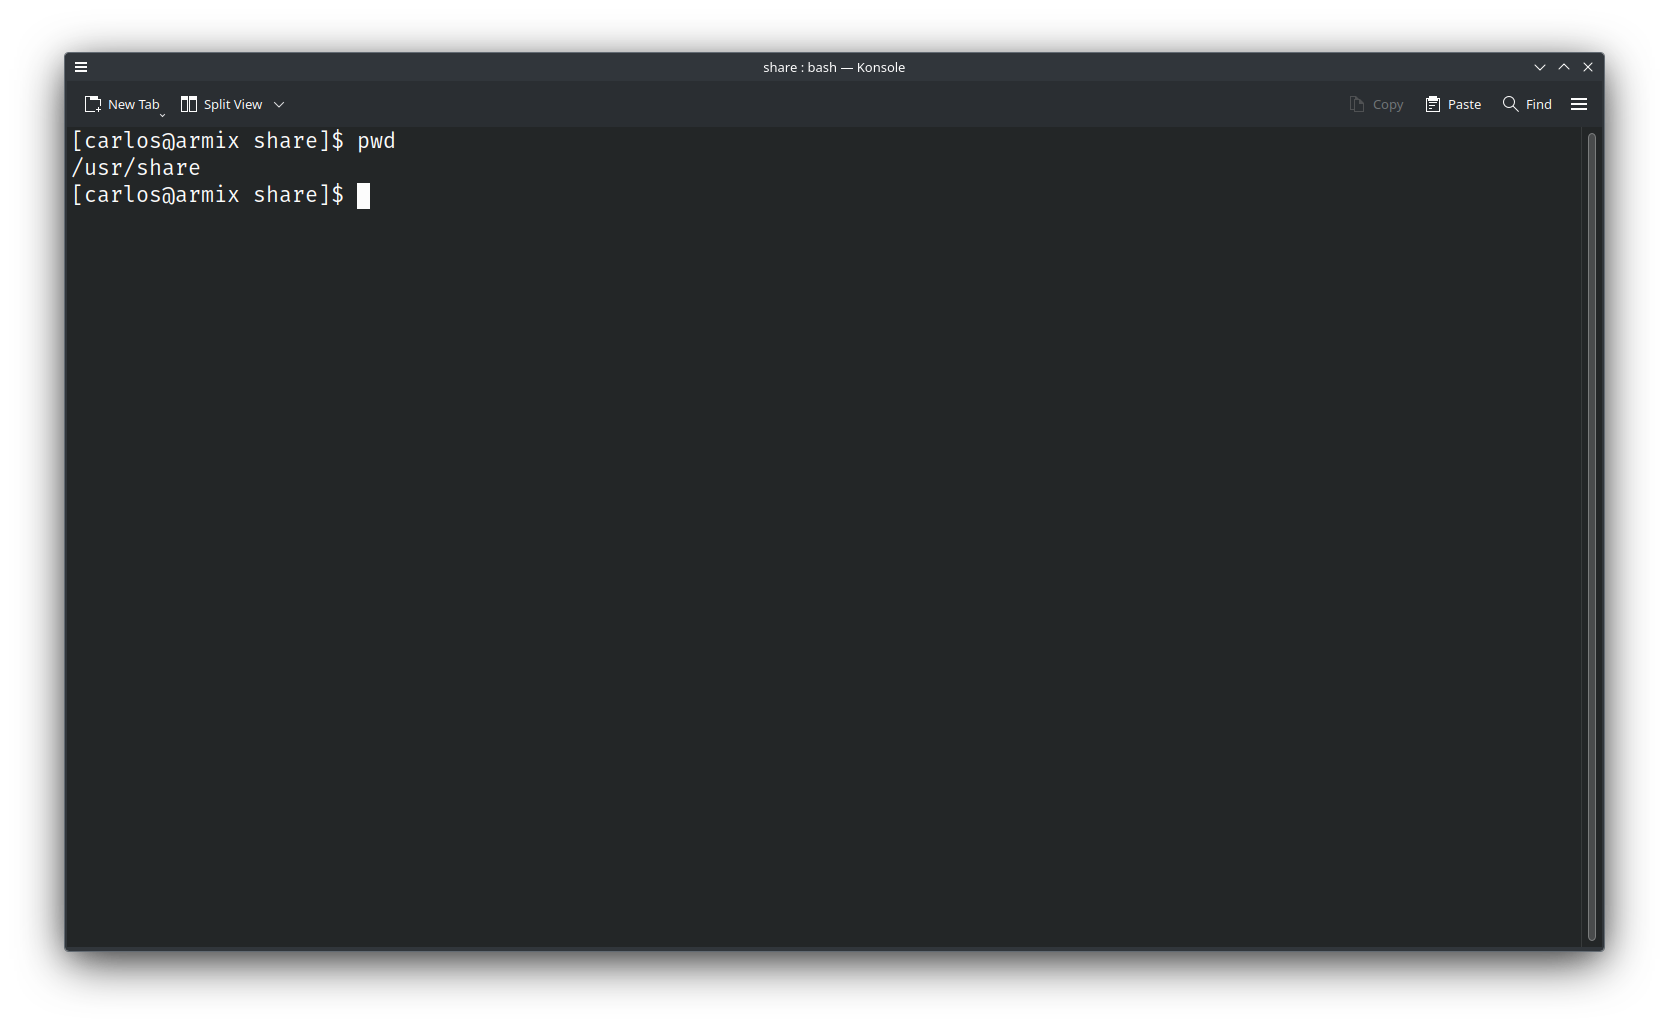 share : bash — Konsole
New Tab Split View Copy Paste Find
[carlos@armix share]$ pwd
/usr/share
[carlos@armix share]$